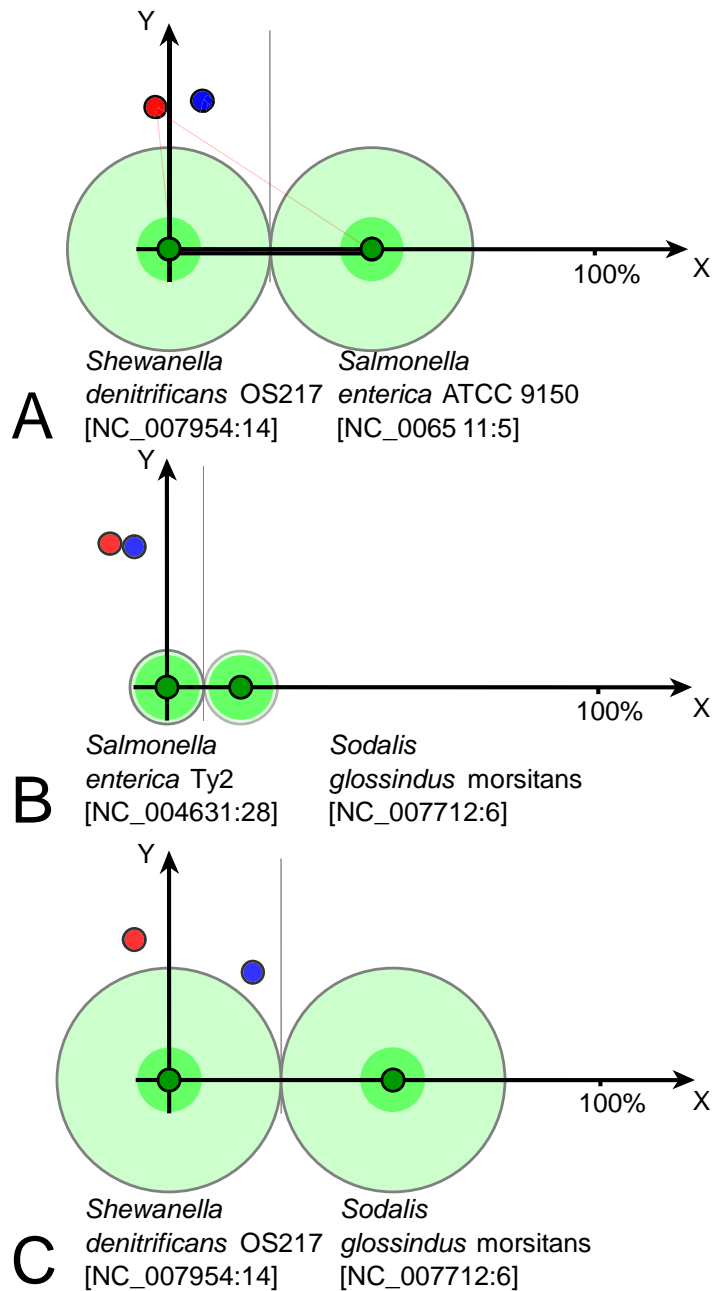 Y
100%
X
Shewanella Salmonella
denitrificans OS217 enterica ATCC 9150
A [NC_007954:14] [NC_0065 11:5]
Y
100%
X
Salmonella Sodalis
enterica Ty2 glossindus morsitans
B [NC_004631:28] [NC_007712:6]
Y
100%
X
Shewanella Sodalis
denitrificans OS217 glossindus morsitans
C [NC_007954:14] [NC_007712:6]